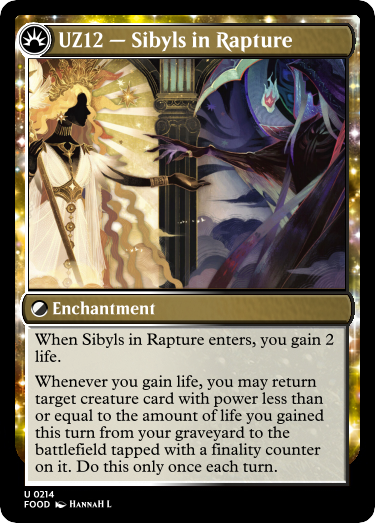 UZ12 — Sibyls in Rapture
Enchantment
When Sibyls in Rapture enters, you gain 2
life.
Whenever you gain life, you may return
target creature card with power less than
or equal to the amount of life you gained
this turn from your graveyard to the
battlefield tapped with a finality counter
on it. Do this only once each turn.
U 0214
FOOD HANNAH L